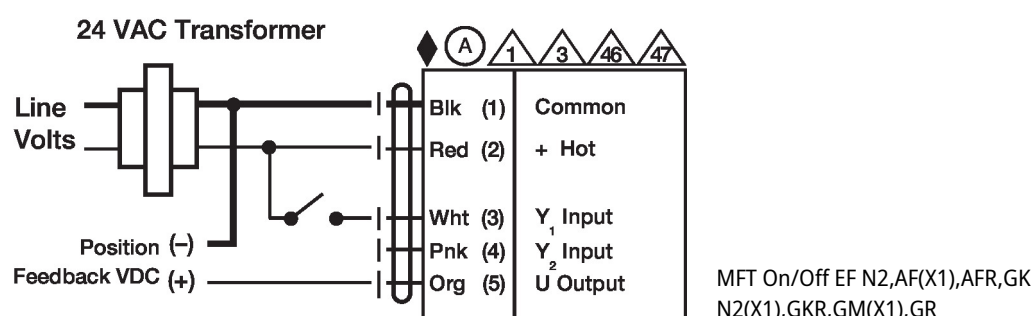 24 VAC Transformer
A 1 3 46 47
Line
Volts
Blk (1) Common
Red (2) + Hot
Wht (3) Y1 Input
Pnk (4) Y2 Input
Org (5) U Output
Position (–)
Feedback VDC (+)
MFT On/Off EF N2,AF(X1),AFR,GK
N2(X1),GKR,GM(X1),GR